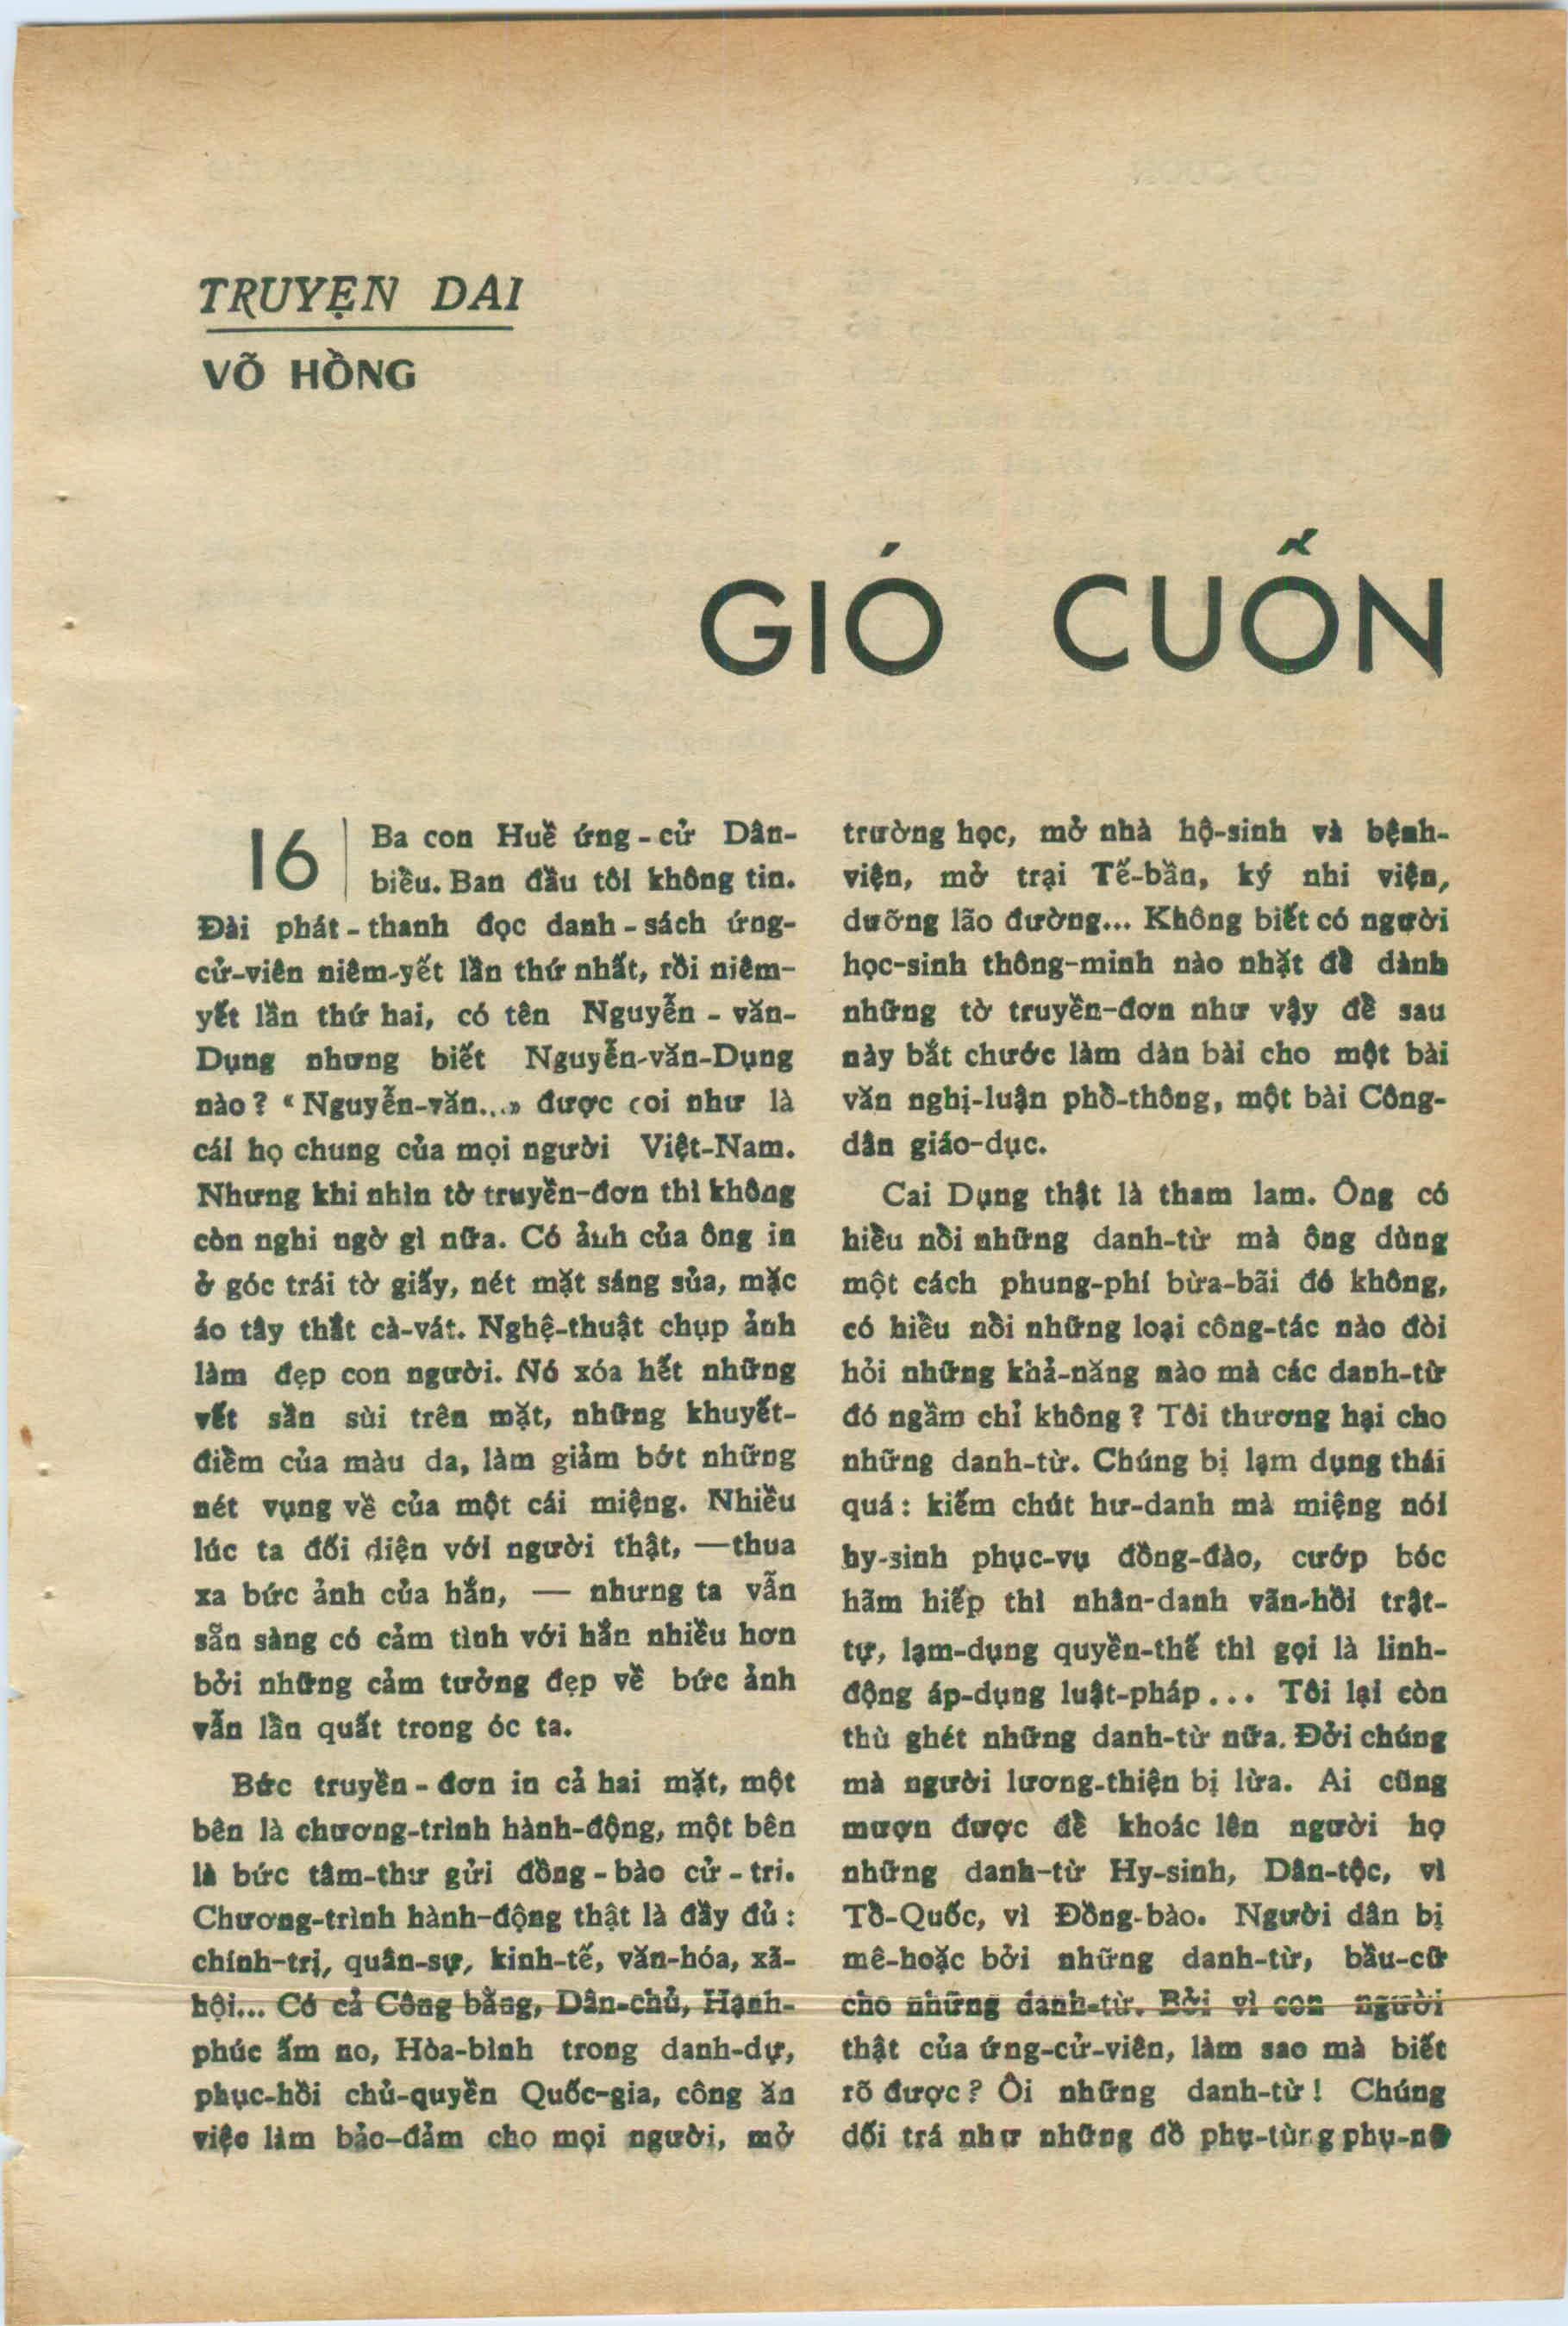 TRUYỆN DAI
VÕ HỒNG
GIÓ CUỐN
16
Ba con Huề ứng-cử Dân-
biểu. Ban đầu tôi không tin.
Đài phát-thanh đọc danh-sách ứng-
cử-viên niêm-yết lần thứ nhất, rồi niêm-
yết lần thứ hai, có tên Nguyễn-văn-
Dụng nhưng biết Nguyễn-văn-Dụng
nào? «Nguyễn-văn...» được coi như là
cái họ chung của mọi người Việt-Nam.
Nhưng khi nhìn tờ truyền-đơn thì không
còn nghi ngờ gì nữa. Có ảnh của ông in
ở góc trái tờ giấy, nét mặt sáng sủa, mặc
áo tây thắt cà-vát. Nghệ-thuật chụp ảnh
làm đẹp con người. Nó xóa hết những
vết sần sùi trên mặt, những khuyết-
điểm của màu da, làm giảm bớt những
nét vụng về của một cái miệng. Nhiều
lúc ta đối diện với người thật, —thua
xa bức ảnh của hắn, — nhưng ta vẫn
sẵn sàng có cảm tình với hắn nhiều hơn
bởi những cảm tưởng đẹp về bức ảnh
vẫn lần quất trong óc ta.
Bức truyền-đơn in cả hai mặt, một
bên là chương-trình hành-động, một bên
là bức tâm-thư gửi đồng-bào cử-tri.
Chương-trình hành-động thật là đầy đủ:
chính-trị, quân-sự, kinh-tế, văn-hóa, xã-
hội... Có cả Công bằng, Dân-chủ, Hạnh-
phúc ấm no, Hòa-bình trong danh-dự,
phục-hồi chủ-quyền Quốc-gia, công ăn
việc làm bảo-đảm cho mọi người, mở
trường học, mở nhà hộ-sinh và bệnh-
viện, mở trại Tế-bần, ký nhi viện,
dưỡng lão đường... Không biết có người
học-sinh thông-minh nào nhặt để dành
những tờ truyền-đơn như vậy để sau
này bắt chước làm dàn bài cho một bài
văn nghị-luận phổ-thông, một bài Công-
dân giáo-dục.
Cai Dụng thật là tham lam. Ông có
hiểu nổi những danh-từ mà ông dùng
một cách phung-phí bừa-bãi đó không,
có hiểu nổi những loại công-tác nào đòi
hỏi những khả-năng nào mà các danh-từ
đó ngầm chỉ không? Tôi thương hại cho
những danh-từ. Chúng bị lạm dụng thái
quá: kiếm chút hư-danh mà miệng nói
hy-sinh phục-vụ đồng-đào, cướp bóc
hãm hiếp thì nhân-danh vãn-hồi trật-
tự, lạm-dụng quyền-thế thì gọi là linh-
động áp-dụng luật-pháp... Tôi lại còn
thù ghét những danh-từ nữa. Đởi chúng
mà người lương-thiện bị lừa. Ai cũng
mượn được để khoác lên người họ
những danh-từ Hy-sinh, Dân-tộc, vì
Tổ-Quốc, vì Đồng-bào. Người dân bị
mê-hoặc bởi những danh-từ, bầu-cử
cho những danh-từ. Bởi vì con người
thật của ứng-cử-viên, làm sao mà biết
rõ được? Ôi những danh-từ! Chúng
dối trá như những đồ phụ-tùng phụ-nữ